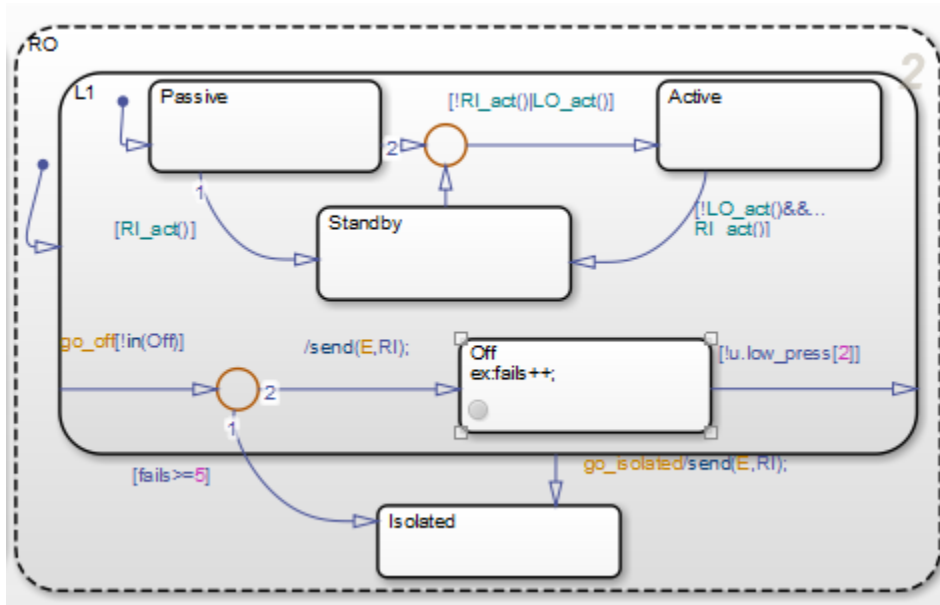 RO
2
L1
Passive
[!RI_act()|LO_act()]
Active
2
1
[RI_act()]
Standby
[!LO_act()&&...
RI_act()]
go_off[!in(Off)]
/send(E,RI);
Off
ex:fails++;
[!u.low_press[2]]
2
1
[fails>=5]
go_isolated/send(E,RI);
Isolated